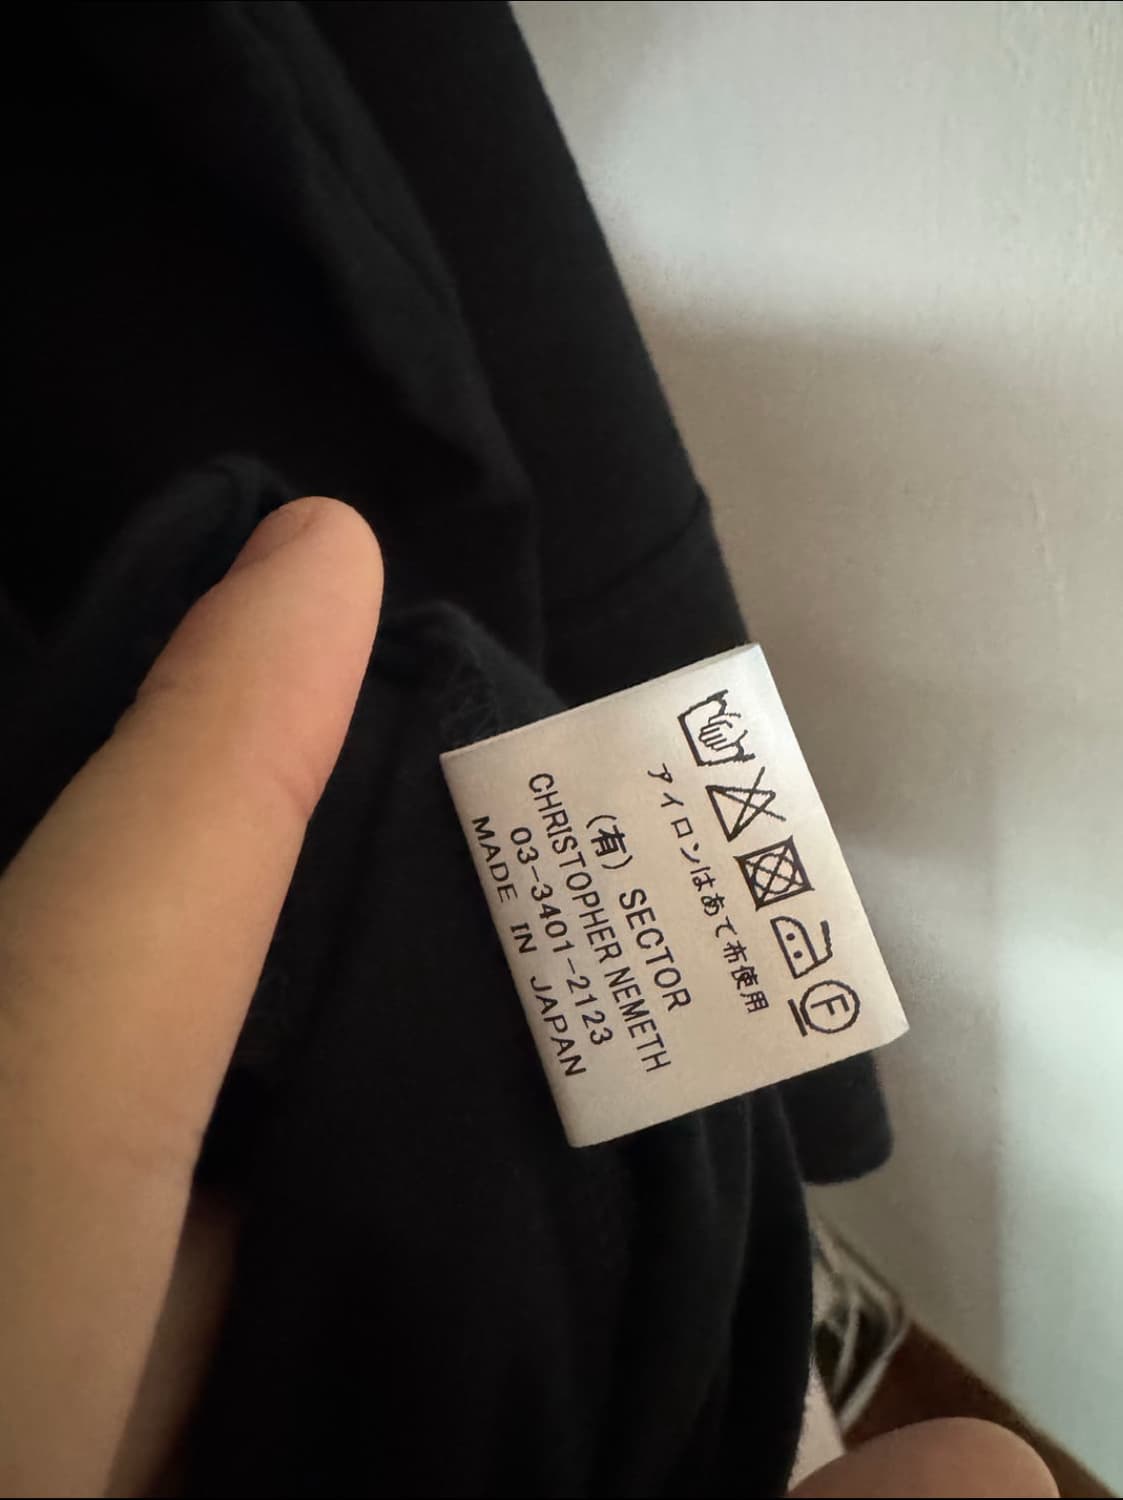 F
アイロンはあて布使用
(有) SECTOR
CHRISTOPHER NEMETH
03-3401-2123
MADE IN JAPAN